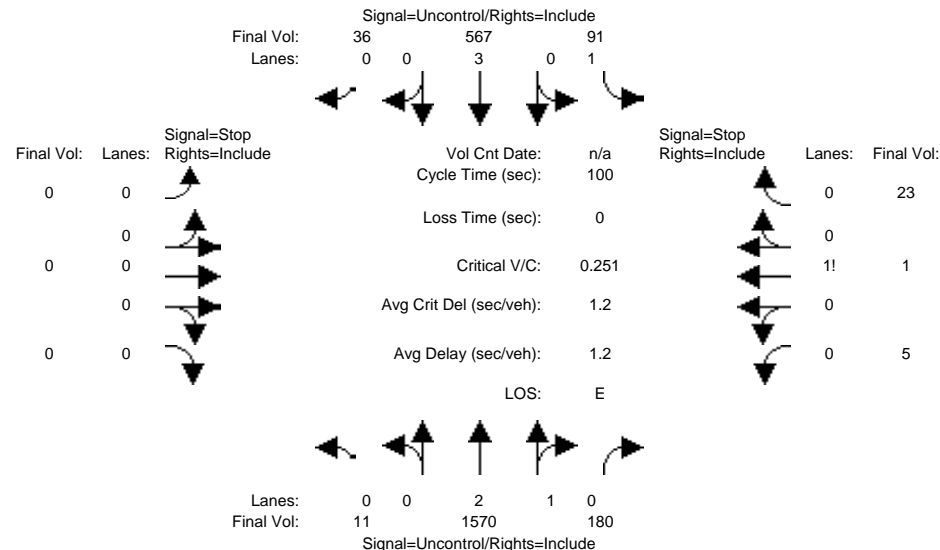 Signal=Uncontrol/Rights=Include
Final Vol: 36 567 91
Lanes: 0 0 3 0 1
Signal=Stop Signal=Stop
Final Vol: Lanes: Rights=Include Vol Cnt Date: n/a Rights=Include Lanes: Final Vol:
Cycle Time (sec): 100
0 0 0 23
Loss Time (sec): 0
0 0
0 0 Critical V/C: 0.251 1! 1
0 Avg Crit Del (sec/veh): 1.2 0
0 0 Avg Delay (sec/veh): 1.2 0 5
LOS: E
Lanes: 0 0 2 1 0
Final Vol: 11 1570 180
Signal=Uncontrol/Rights=Include